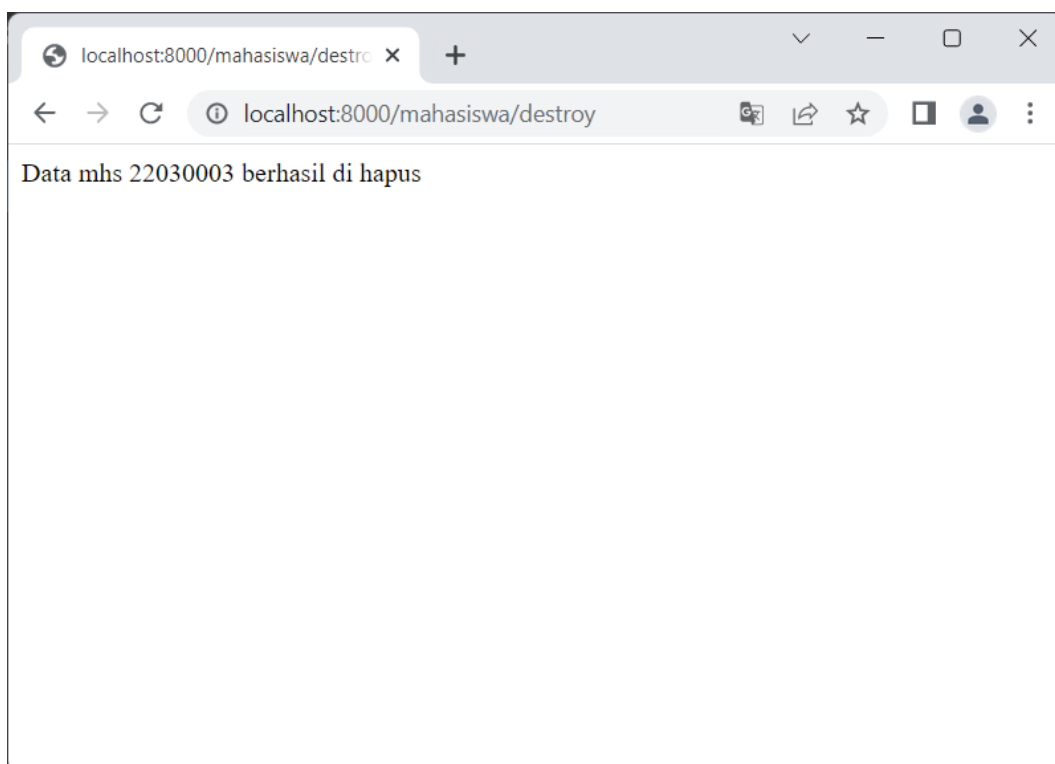 localhost:8000/mahasiswa/destro
localhost:8000/mahasiswa/destroy
Data mhs 22030003 berhasil di hapus